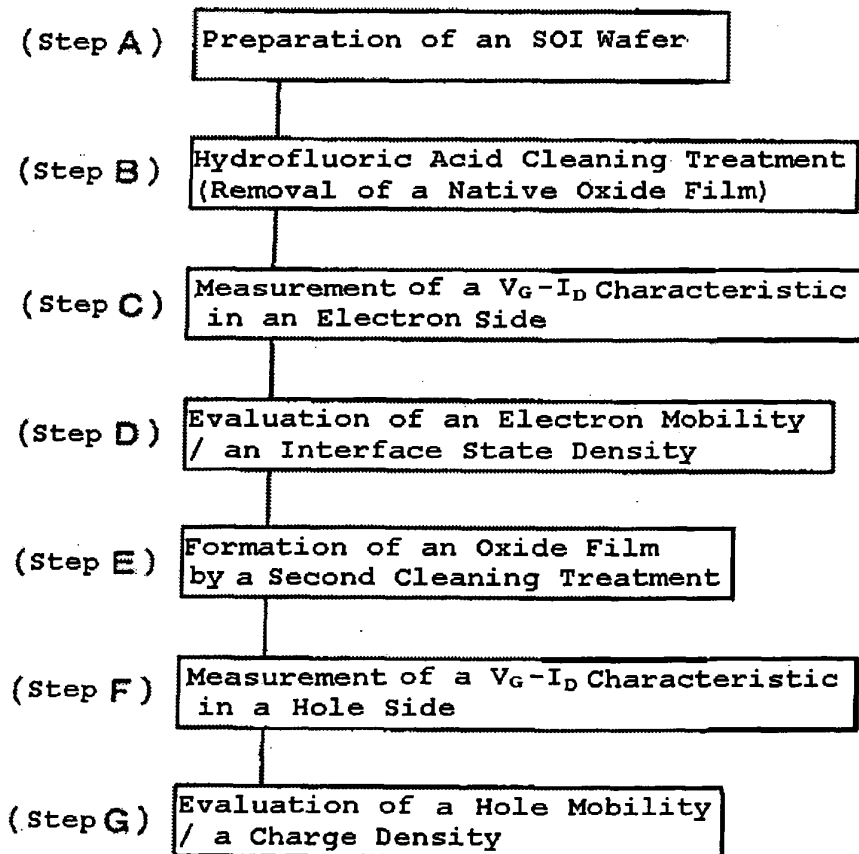 (Step A) Preparation of an SOI Wafer
(Step B) Hydrofluoric Acid Cleaning Treatment
(Removal of a Native Oxide Film)
(Step C) Measurement of a VG-ID Characteristic
in an Electron Side
(Step D) Evaluation of an Electron Mobility
/ an Interface State Density
(Step E) Formation of an Oxide Film
by a Second Cleaning Treatment
(Step F) Measurement of a VG-ID Characteristic
in a Hole Side
(Step G) Evaluation of a Hole Mobility
/ a Charge Density